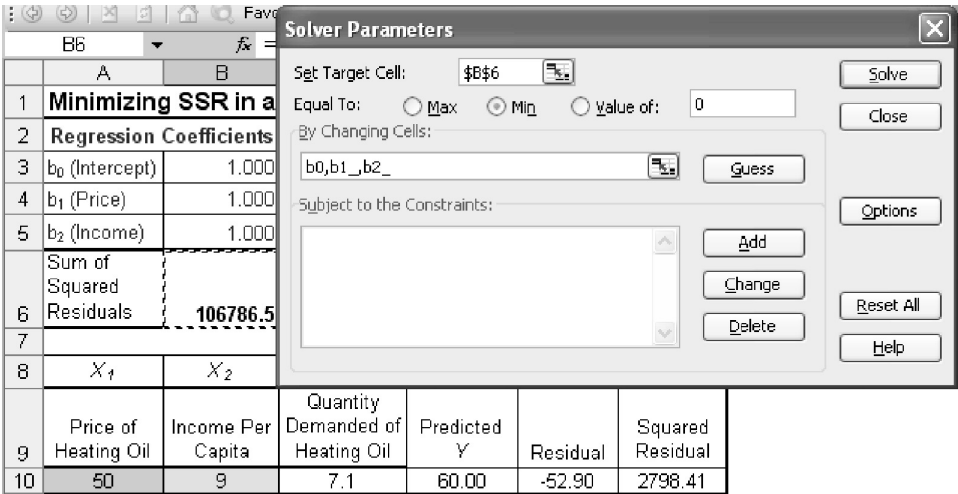 Favo
B6 fx =
A B
1 Minimizing SSR in a
2 Regression Coefficients
3 b₀ (Intercept) 1.000
4 b₁ (Price) 1.000
5 b₂ (Income) 1.000
6 Sum of
Squared
Residuals 106786.5
7
8 X₁ X₂
Solver Parameters
Set Target Cell: $B$6 Solve
Equal To: Max Min Value of: 0 Close
By Changing Cells:
b0,b1_,b2_ Guess
Subject to the Constraints: Options
Add
Change
Delete
Reset All
Help
9 Price of Heating Oil Income Per Capita Quantity Demanded of Heating Oil Predicted Y Residual Squared Residual
10 50 9 7.1 60.00 -52.90 2798.41